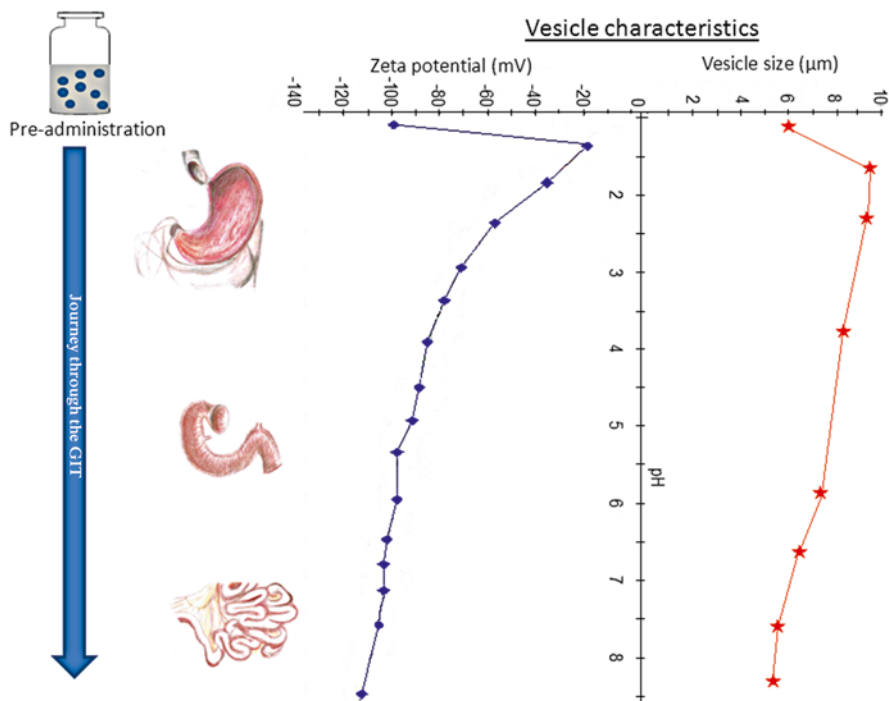 Vesicle characteristics
Zeta potential (mV)
Vesicle size (μm)
-140 -120 -100 -80 -60 -40 -20 0 2 4 6 8 10
Pre-administration
Journey through the GIT
2
3
4
5
pH
6
7
8